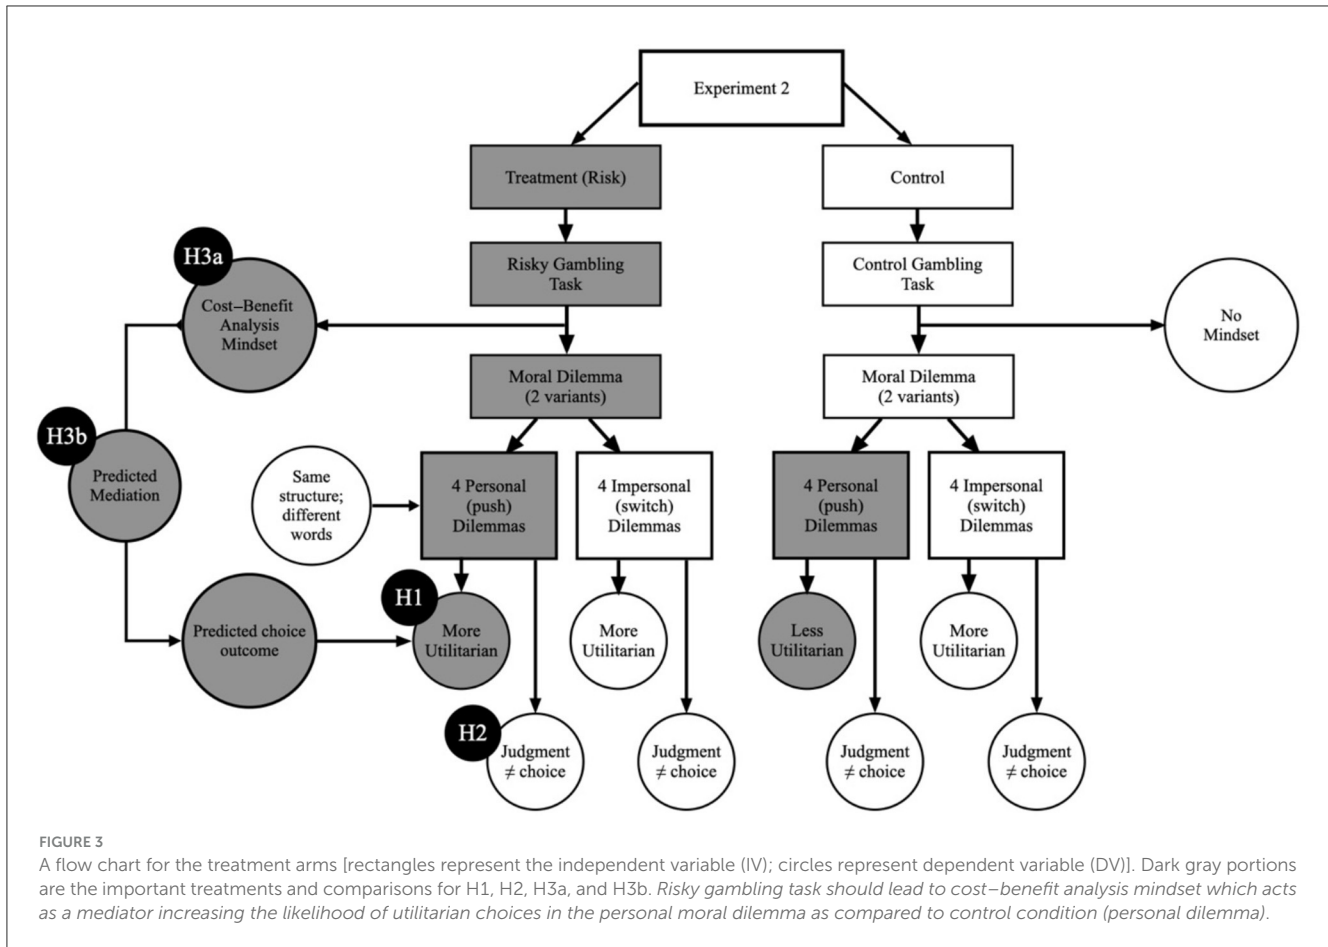 Experiment 2
Treatment (Risk)
Control
H3a
Risky Gambling
Task
Control Gambling
Task
Cost–Benefit
Analysis
Mindset
No
Mindset
Moral Dilemma
(2 variants)
Moral Dilemma
(2 variants)
H3b
Predicted
Mediation
Same
structure;
different
words
4 Personal
(push)
Dilemmas
4 Impersonal
(switch)
Dilemmas
4 Personal
(push)
Dilemmas
4 Impersonal
(switch)
Dilemmas
H1
Predicted choice
outcome
More
Utilitarian
More
Utilitarian
Less
Utilitarian
More
Utilitarian
H2
Judgment
≠ choice
Judgment
≠ choice
Judgment
≠ choice
Judgment
≠ choice
FIGURE 3
A flow chart for the treatment arms [rectangles represent the independent variable (IV); circles represent dependent variable (DV)]. Dark gray portions
are the important treatments and comparisons for H1, H2, H3a, and H3b. Risky gambling task should lead to cost–benefit analysis mindset which acts
as a mediator increasing the likelihood of utilitarian choices in the personal moral dilemma as compared to control condition (personal dilemma).